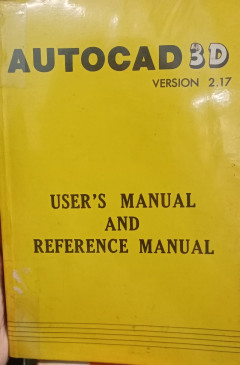 AUTOCAD 3D
VERSION 2.17
USER'S MANUAL
AND
REFERENCE MANUAL